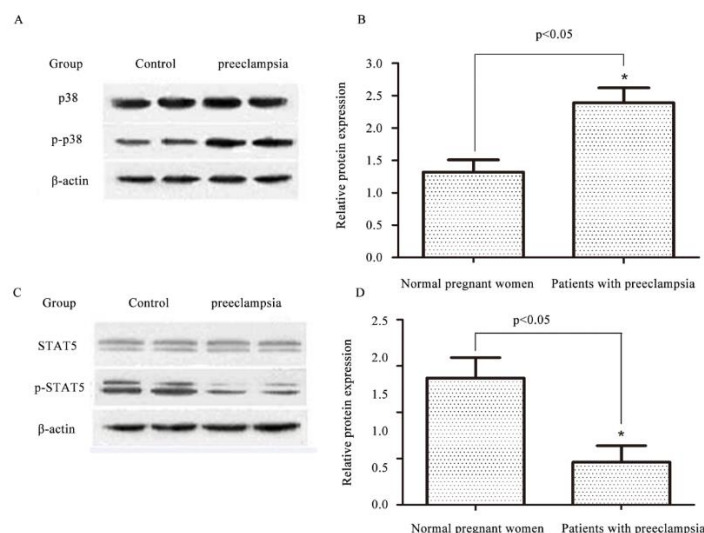 A
Group
Control
preeclampsia
p38
p-p38
β-actin
B
p<0.05
*
Relative protein expression
3.0
2.5
2.0
1.5
1.0
0.5
0.0
Normal pregnant women
Patients with preeclampsia
C
Group
Control
preeclampsia
STAT5
p-STAT5
β-actin
D
p<0.05
*
Relative protein expression
2.5
2.0
1.5
1.0
0.5
0.0
Normal pregnant women
Patients with preeclampsia